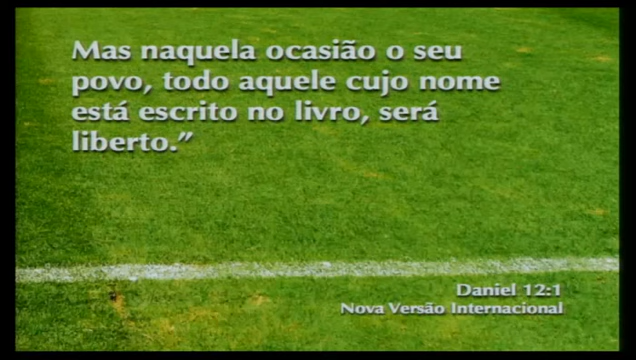 Mas naquela ocasião o seu
povo, todo aquele cujo nome
está escrito no livro, será
liberto.”
Daniel 12:1
Nova Versão Internacional